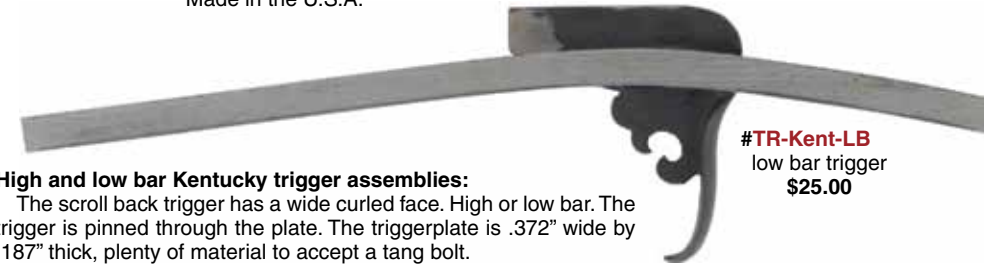 Made in the U.S.A.
#TR-Kent-LB
low bar trigger
$25.00
High and low bar Kentucky trigger assemblies:
The scroll back trigger has a wide curled face. High or low bar. The
trigger is pinned through the plate. The triggerplate is .372” wide by
187” thick, plenty of material to accept a tang bolt.